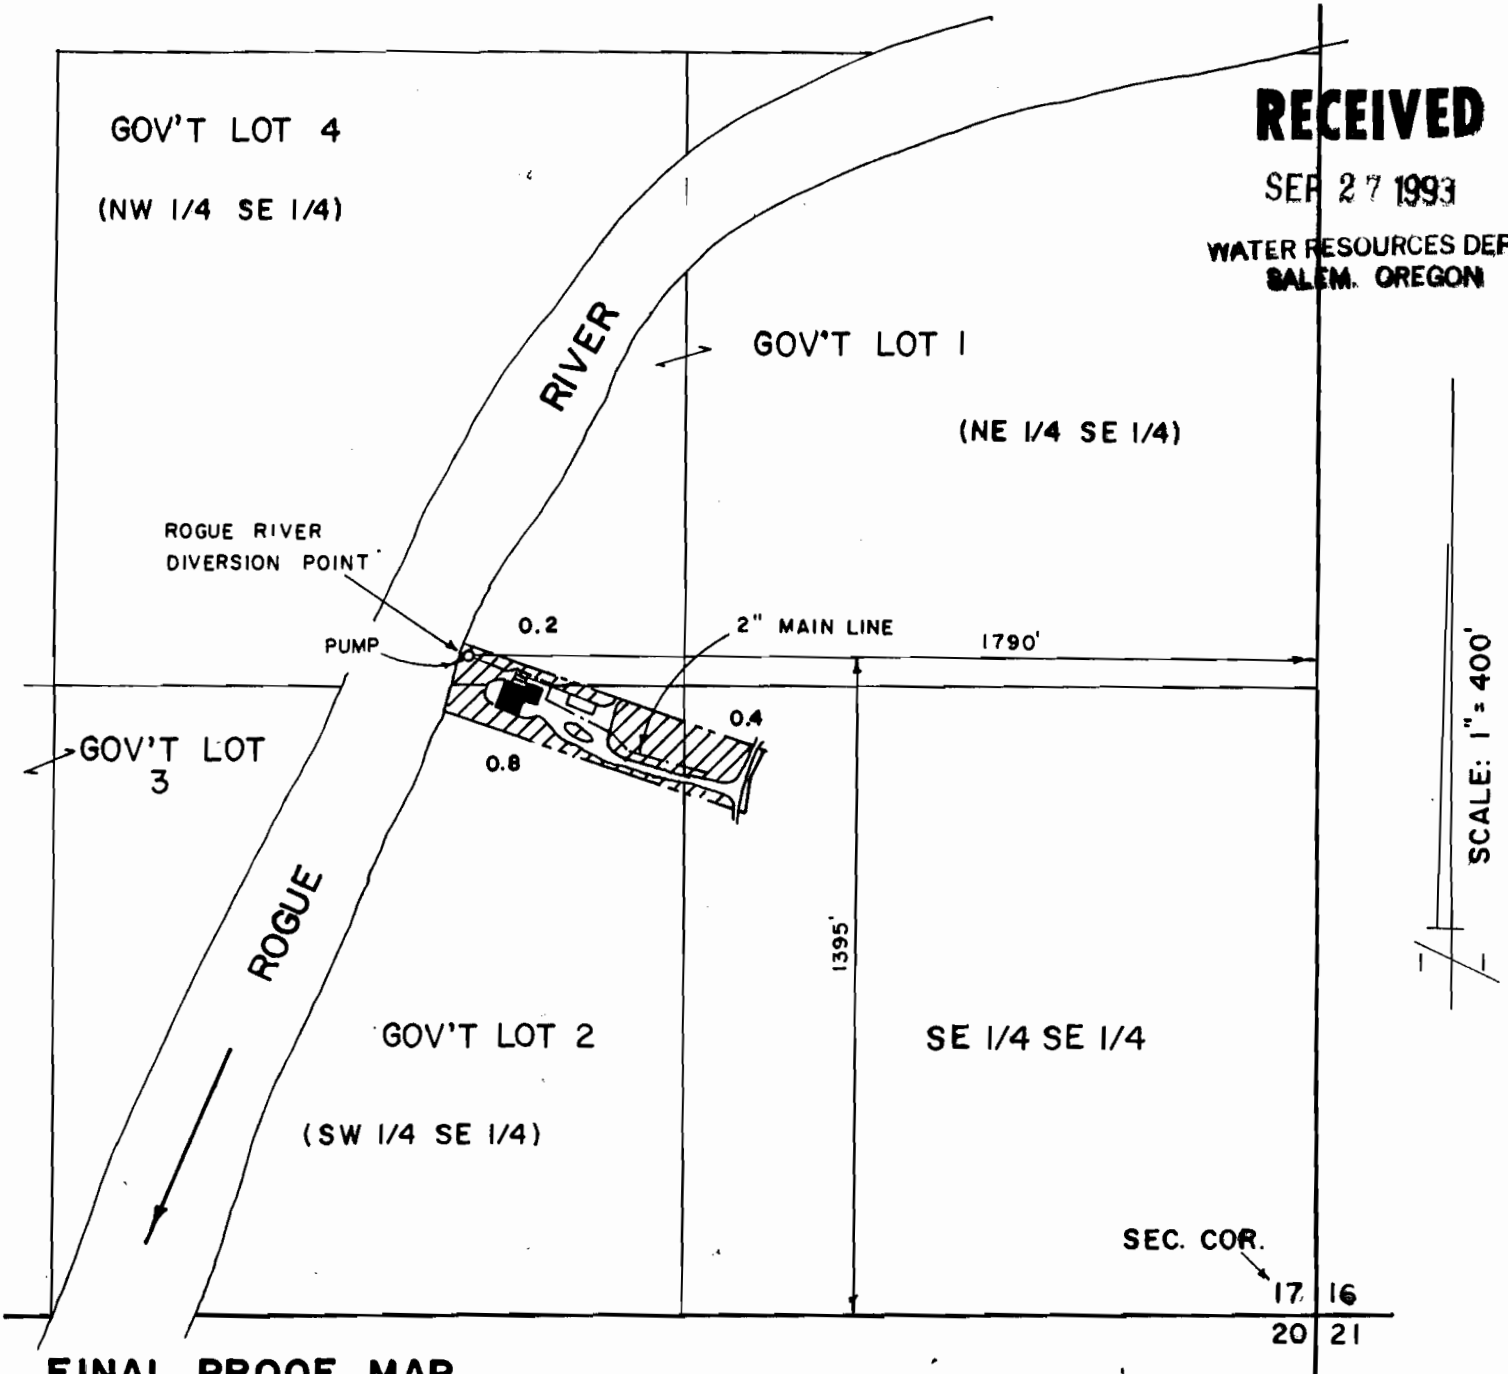 GOV'T LOT 4
(NW 1/4 SE 1/4)
RECEIVED
SEP 27 1993
WATER RESOURCES DEP
SALEM. OREGON
RIVER
GOV'T LOT 1
(NE 1/4 SE 1/4)
ROGUE RIVER
DIVERSION POINT
PUMP
0.2
2" MAIN LINE
1790'
0.4
0.8
GOV'T LOT
3
SCALE: 1" = 400'
1395'
ROGUE
GOV'T LOT 2
(SW 1/4 SE 1/4)
SE 1/4 SE 1/4
SEC. COR.
17 16
20 21
FINAL PROOF MAP